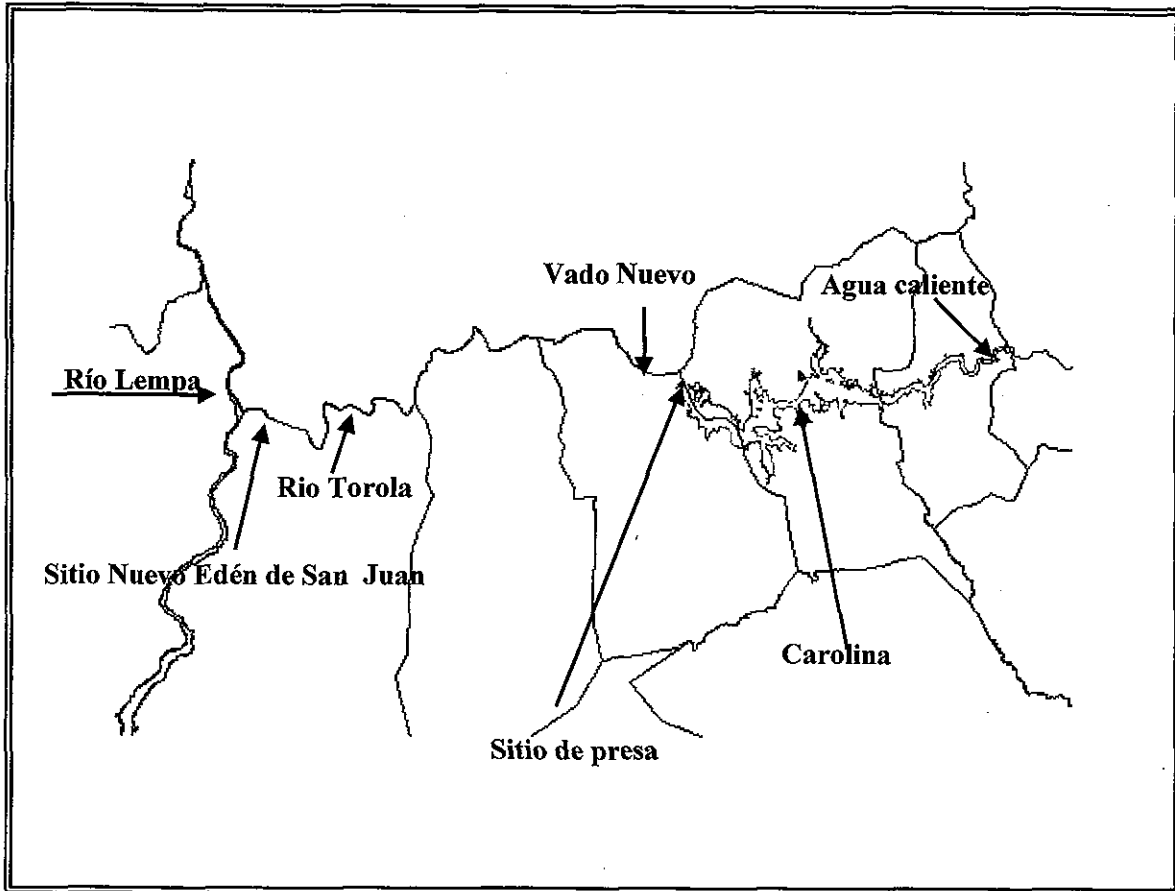 Vado Nuevo
Agua caliente
Río Lempa
Rio Torola
Sitio Nuevo Edén de San Juan
Carolina
Sitio de presa